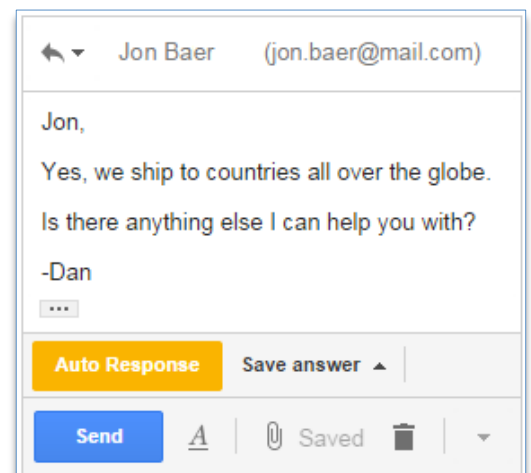 Jon Baer (jon.baer@mail.com)
Jon,
Yes, we ship to countries all over the globe.
Is there anything else I can help you with?
-Dan
Auto Response Save answer
Send A Saved